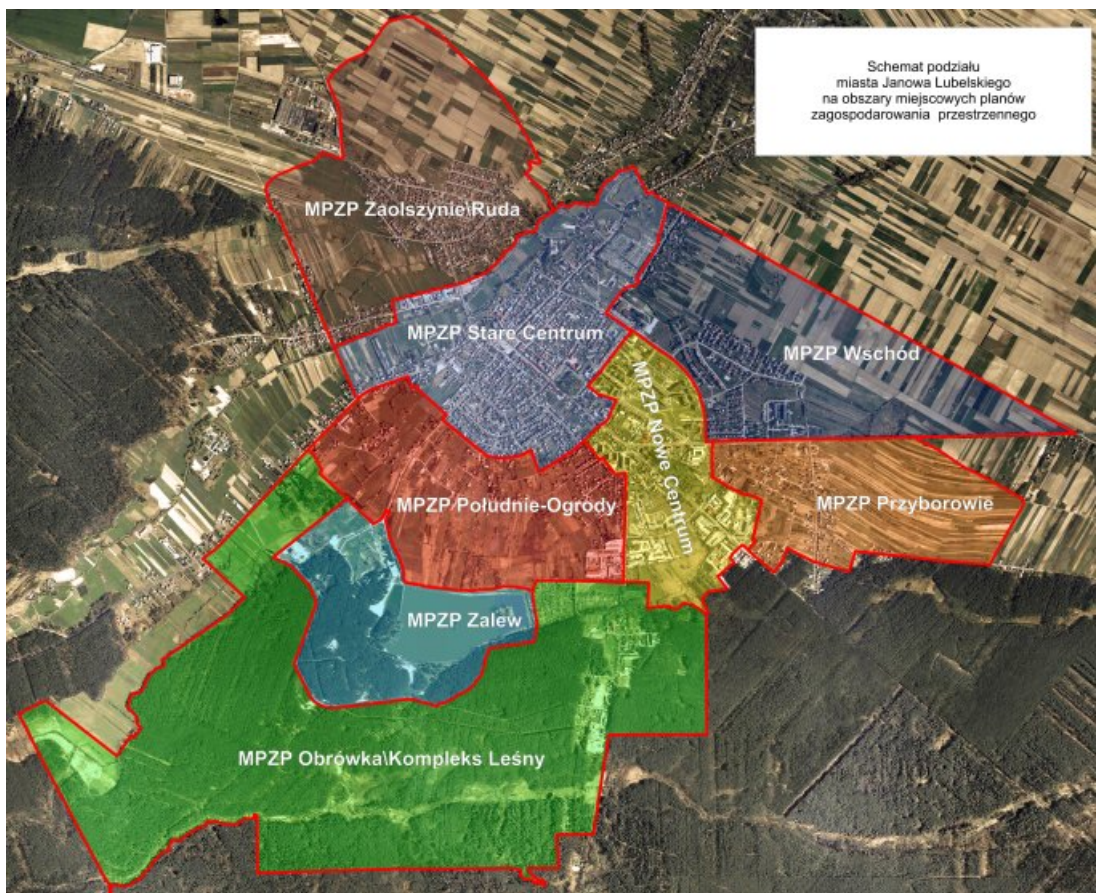 Schemat podziału
miasta Janowa Lubelskiego
na obszary miejscowych planów
zagospodarowania przestrzennego
MPZP Zaolszynie\Ruda
MPZP Stare Centrum
MPZP Wschód
MPZP Nowe Centrum
MPZP Południe-Ogrody
MPZP Przyborowie
MPZP Zalew
MPZP Obrówka\Kompleks Leśny